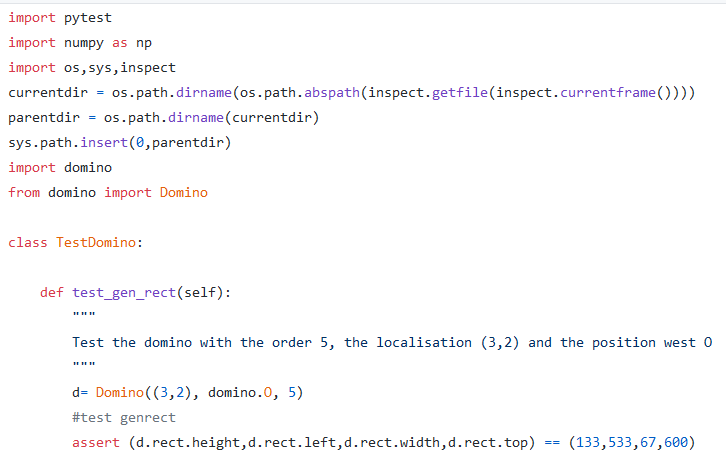 import pytest
import numpy as np
import os,sys,inspect
currentdir = os.path.dirname(os.path.abspath(inspect.getfile(inspect.currentframe())))
parentdir = os.path.dirname(currentdir)
sys.path.insert(0,parentdir)
import domino
from domino import Domino

class TestDomino:

    def test_gen_rect(self):
        """
        Test the domino with the order 5, the localisation (3,2) and the position west O
        """
        d= Domino((3,2), domino.O, 5)
        #test genrect
        assert (d.rect.height,d.rect.left,d.rect.width,d.rect.top) == (133,533,67,600)